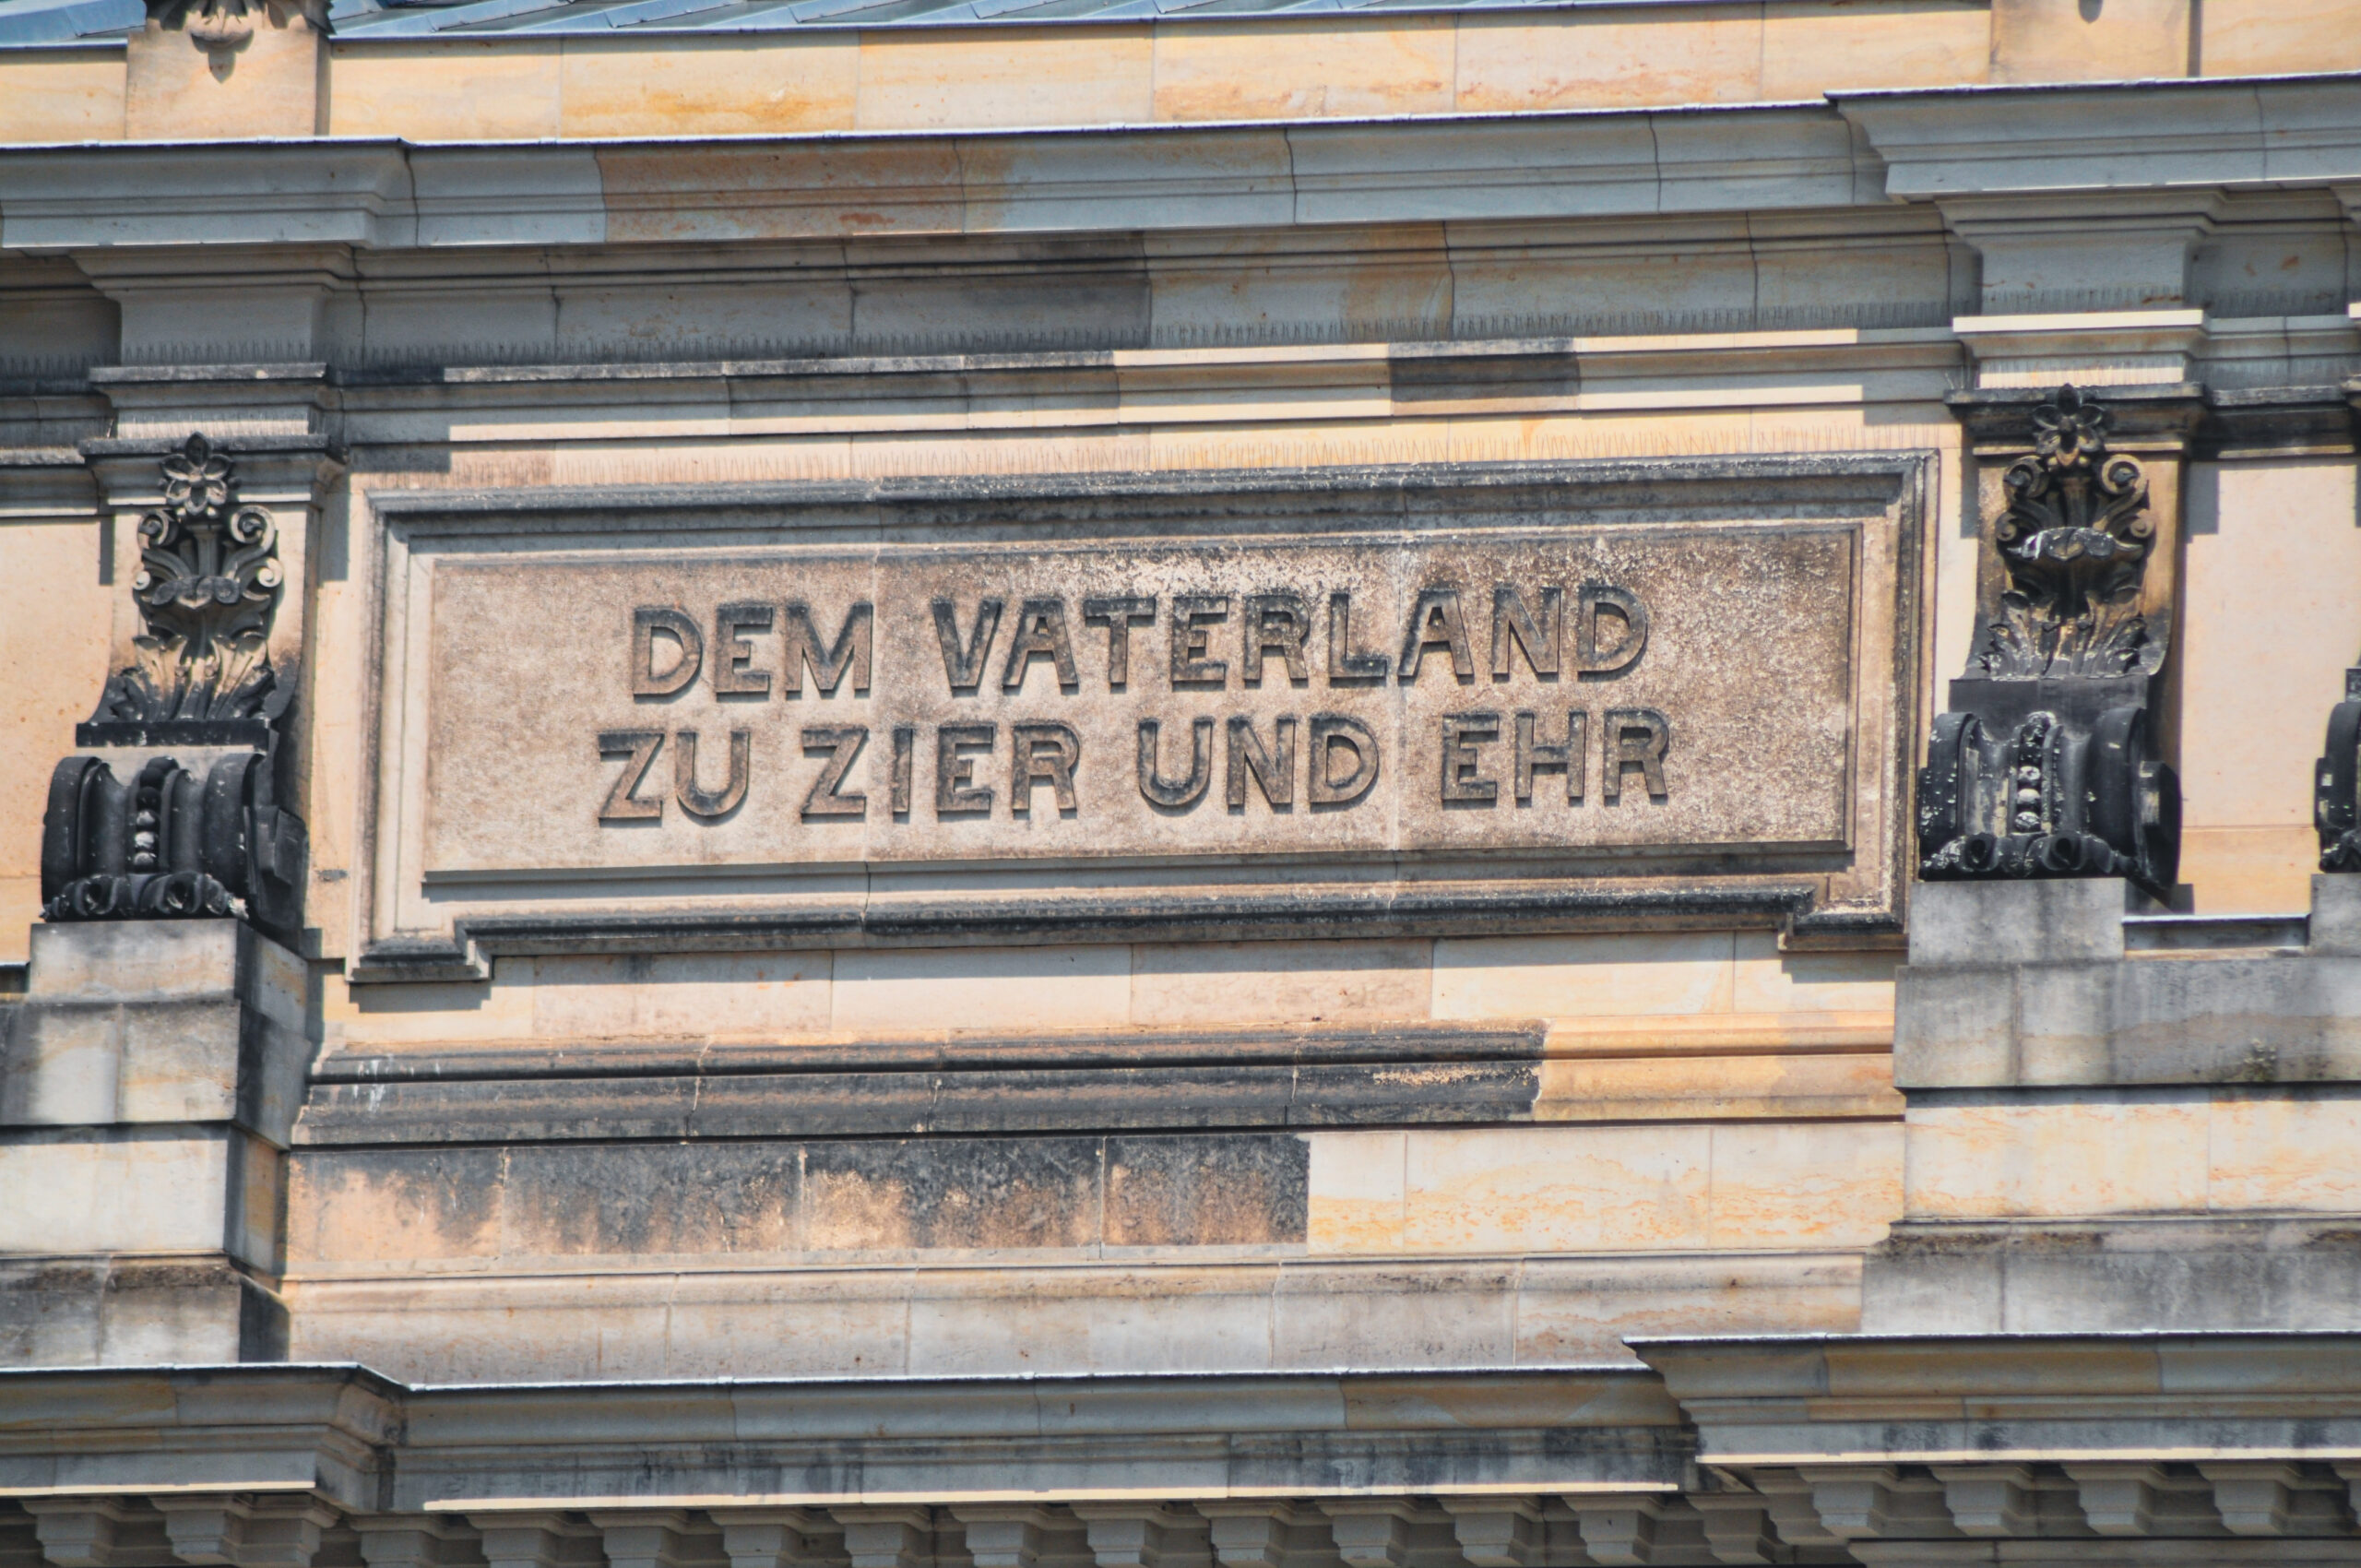 DEM VATERLAND
ZU ZIER UND EHR